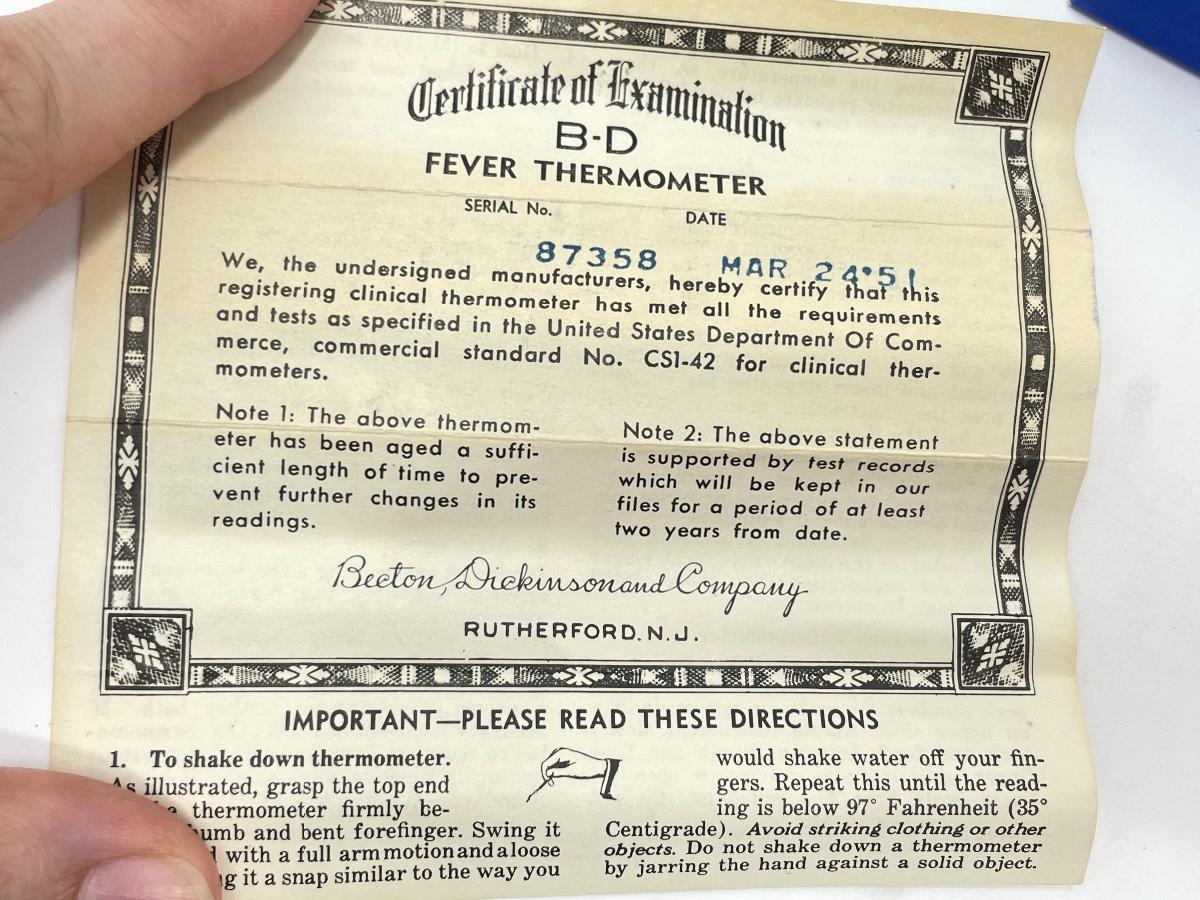 Certificate of Examination
B-D
FEVER THERMOMETER
SERIAL No. DATE
87358 MAR 24•51
We, the undersigned manufacturers, hereby certify that this
registering clinical thermometer has met all the requirements
and tests as specified in the United States Department Of Com-
merce, commercial standard No. CS1-42 for clinical ther-
mometers.
Note 1: The above thermom-
eter has been aged a suffi-
cient length of time to pre-
vent further changes in its
readings.
Note 2: The above statement
is supported by test records
which will be kept in our
files for a period of at least
two years from date.
Becton, Dickinson and Company
RUTHERFORD. N. J.
IMPORTANT—PLEASE READ THESE DIRECTIONS
1. To shake down thermometer.
As illustrated, grasp the top end
thermometer firmly be-
and bent forefinger. Swing it
with a full arm motion and a loose
it a snap similar to the way you
would shake water off your fin-
gers. Repeat this until the read-
ing is below 97° Fahrenheit (35°
Centigrade). Avoid striking clothing or other
objects. Do not shake down a thermometer
by jarring the hand against a solid object.